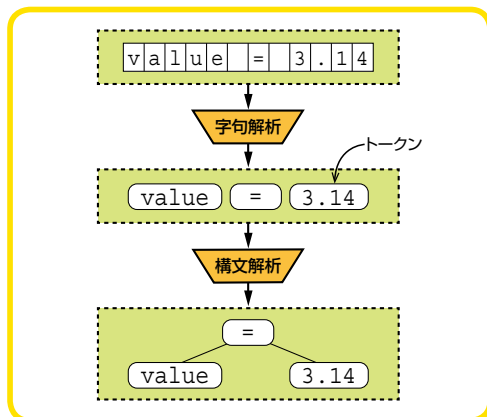 value = 3.14
字句解析
トークン
value = 3.14
構文解析
=
value 3.14